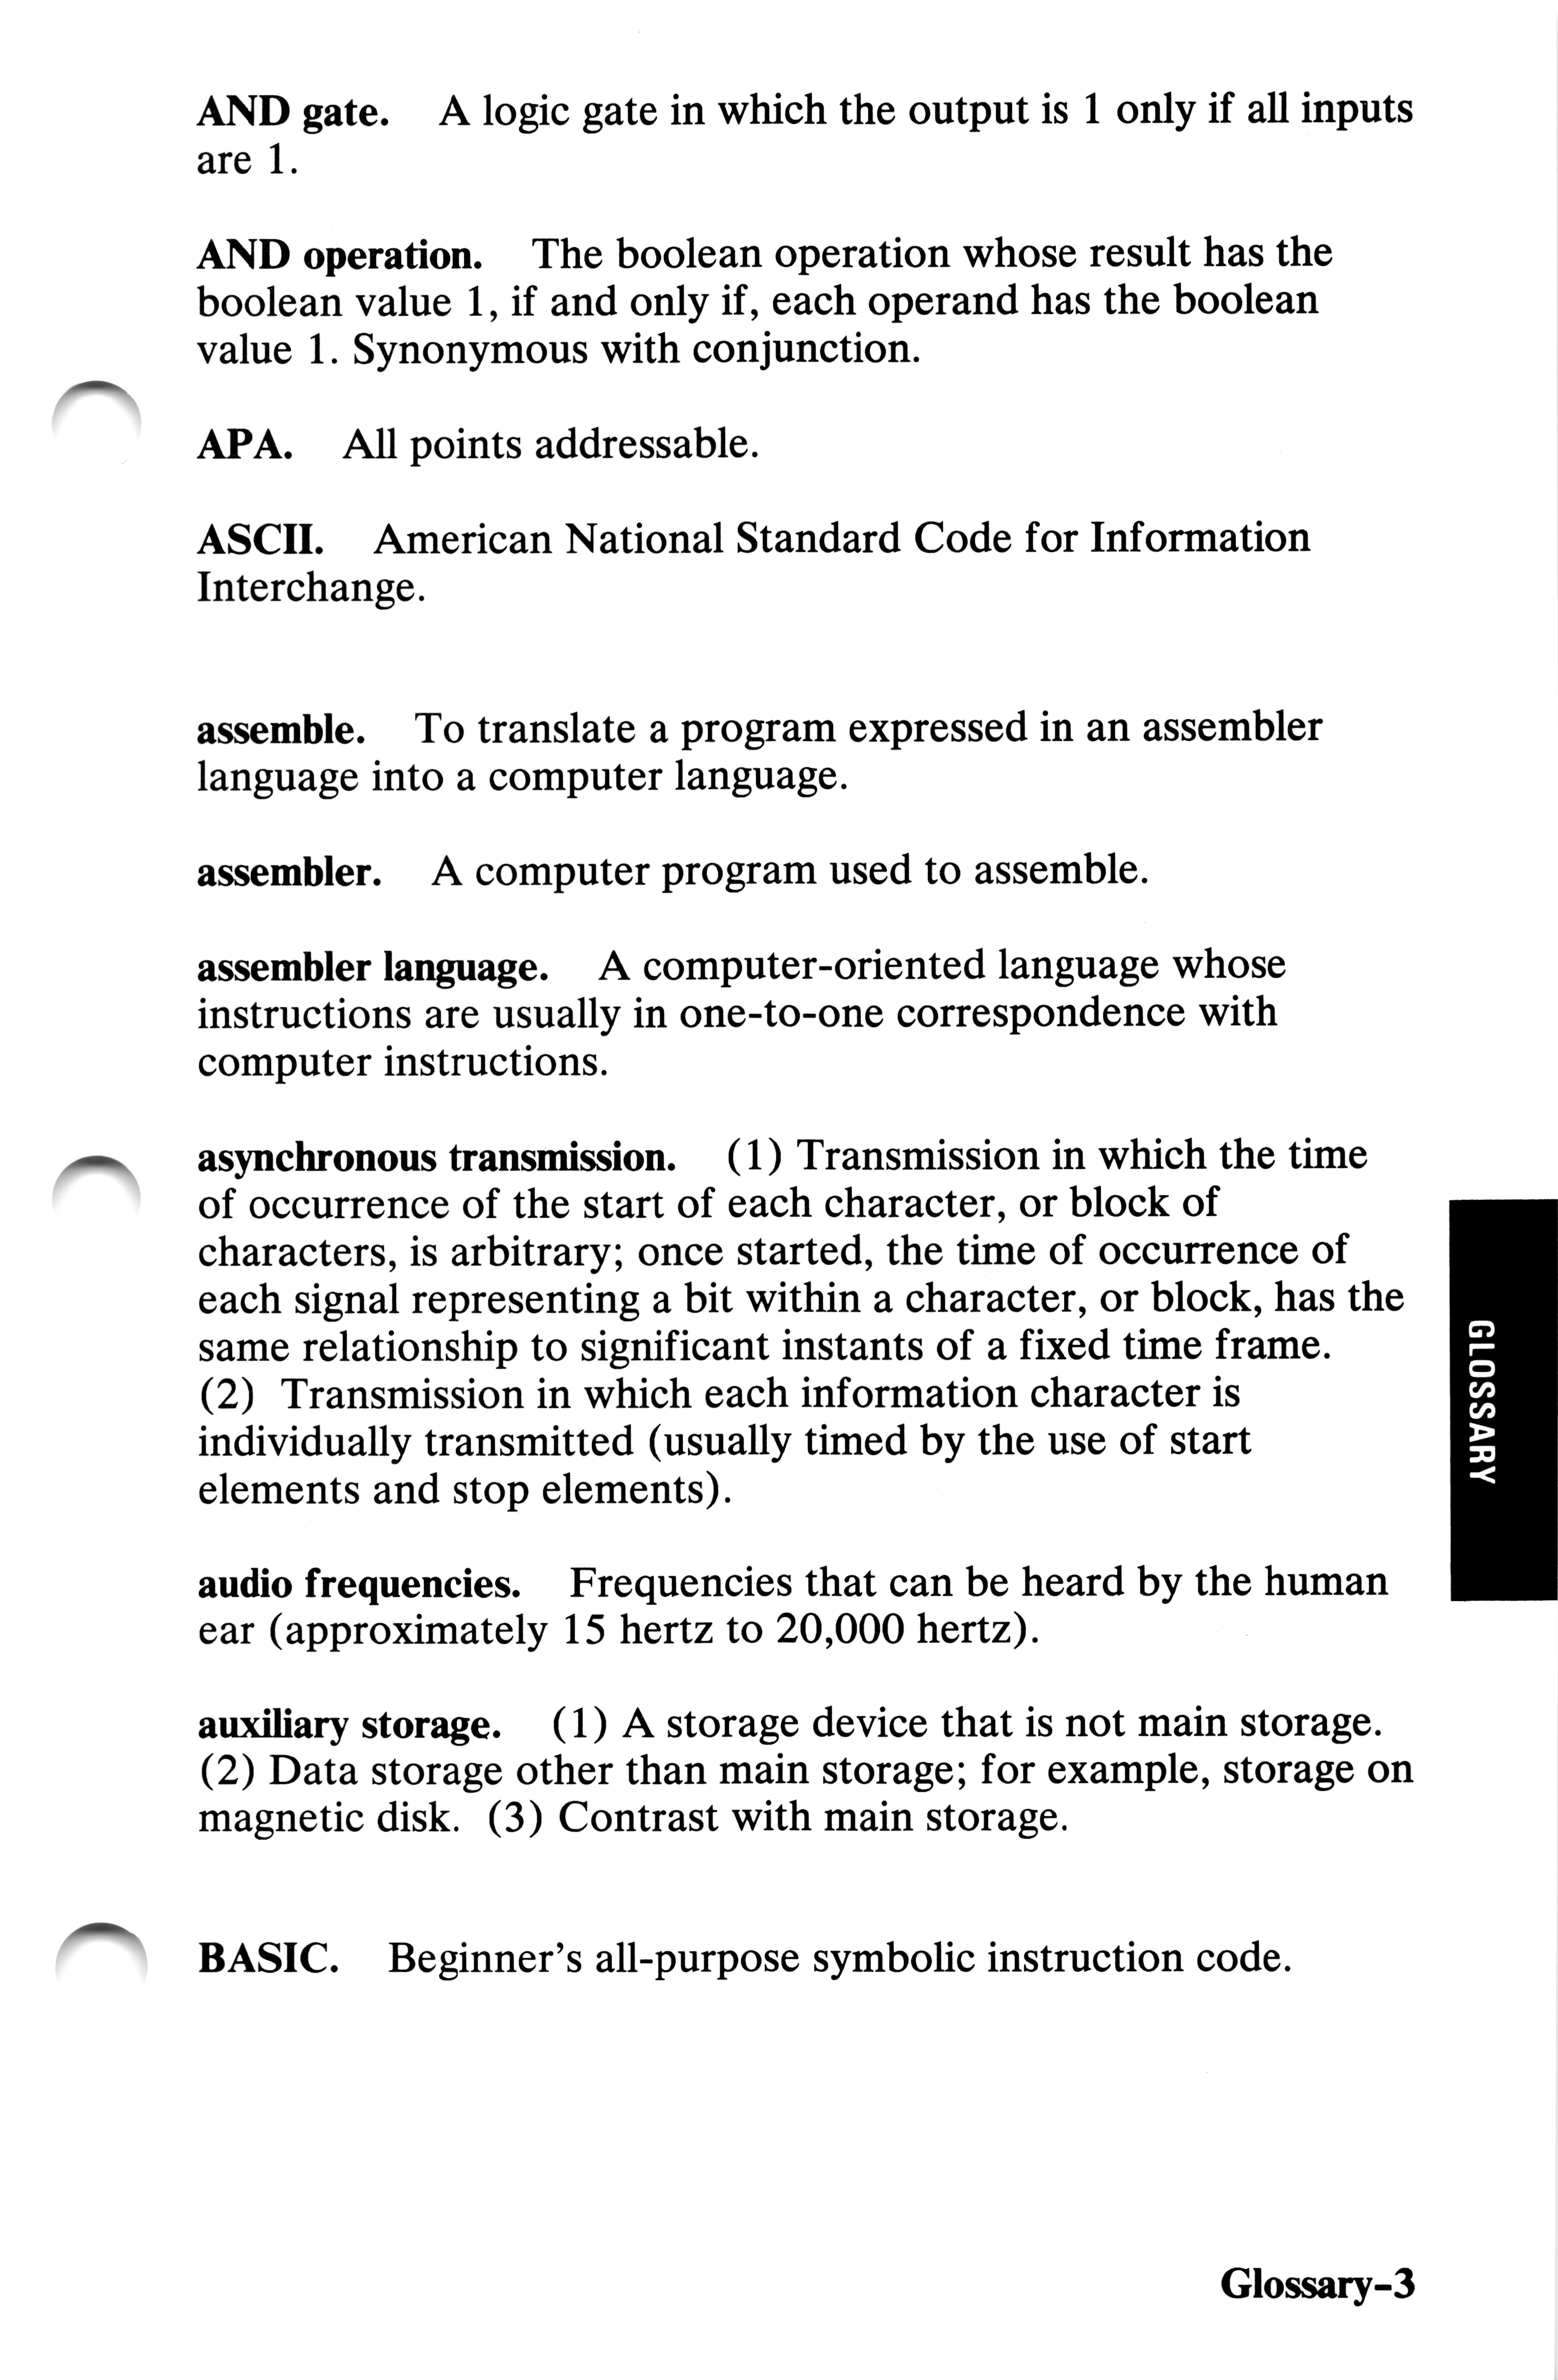 AND gate. A logic gate in which the output is 1 only if all inputs
are 1.
AND operation. The boolean operation whose result has the
boolean value 1, if and only if, each operand has the boolean
value 1. Synonymous with conjunction.
APA. All points addressable.
ASCII. American National Standard Code for Information
Interchange.
assemble. To translate a program expressed in an assembler
language into a computer language.
assembler. A computer program used to assemble.
assembler language. A computer-oriented language whose
instructions are usually in one-to-one correspondence with
computer instructions.
asynchronous transmission. (1) Transmission in which the time
of occurrence of the start of each character, or block of
characters, is arbitrary; once started, the time of occurrence of
each signal representing a bit within a character, or block, has the
same relationship to significant instants of a fixed time frame.
(2) Transmission in which each information character is
individually transmitted (usually timed by the use of start
elements and stop elements).
audio frequencies. Frequencies that can be heard by the human
ear (approximately 15 hertz to 20,000 hertz).
auxiliary storage. (1) A storage device that is not main storage.
(2) Data storage other than main storage; for example, storage on
magnetic disk. (3) Contrast with main storage.
BASIC. Beginner's all-purpose symbolic instruction code.
GLOSSARY
Glossary-3